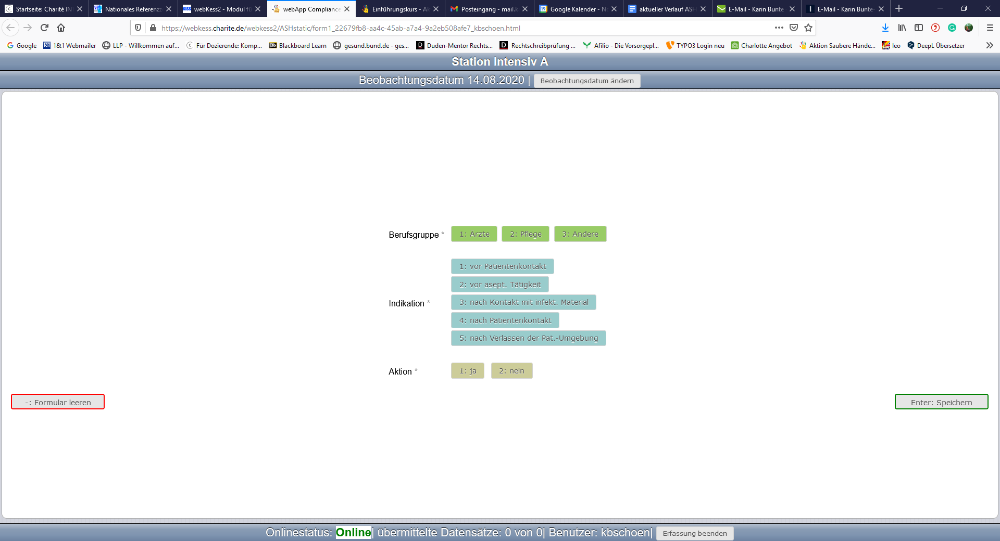 Startseite: Charité INT
Nationales Referenzz
webKess2 - Modul fü
webApp Compliance
Einführungskurs - Ak
Posteingang - mail.k
Google Kalender - No
aktueller Verlauf ASH
E-Mail - Karin Bunte
E-Mail - Karin Bunte-
https://webkess.charite.de/webkess2/ASHstatic/form1_22679fb8-aa4c-45ab-a7a4-9a2eb508afe7_kbschoen.html
Google 1&1 Webmailer LLP - Willkommen auf... Für Dozierende: Komp... Blackboard Learn gesund.bund.de - ges... Duden-Mentor Rechts... Rechtschreibprüfung ... Afilio - Die Vorsorgepl... TYPO3 Login neu Charlotte Angebot Aktion Saubere Hände... leo DeepL Übersetzer
Station Intensiv A
Beobachtungsdatum 14.08.2020 | Beobachtungsdatum ändern
Berufsgruppe * 1: Ärzte 2: Pflege 3: Andere
1: vor Patientenkontakt
2: vor asept. Tätigkeit
Indikation * 3: nach Kontakt mit infekt. Material
4: nach Patientenkontakt
5: nach Verlassen der Pat.-Umgebung
Aktion * 1: ja 2: nein
-: Formular leeren Enter: Speichern
Onlinestatus: Online| übermittelte Datensätze: 0 von 0| Benutzer: kbschoen| Erfassung beenden